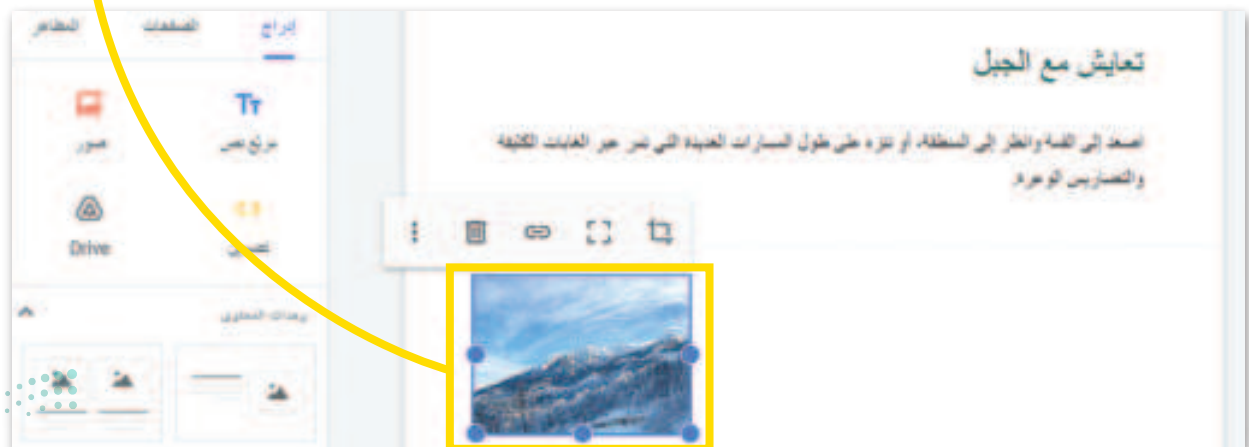 إدراج
الصفحات
المظاهر
تعايش مع الجبل
مربع نص
صور
اصعد إلى القمة وانظر إلى المنطقة، أو تنزه على طول المسارات العديدة التي تمر عبر الغابات الكثيفة
والتضاريس الوعرة.
تضمين
Drive
وحدات المحتوى